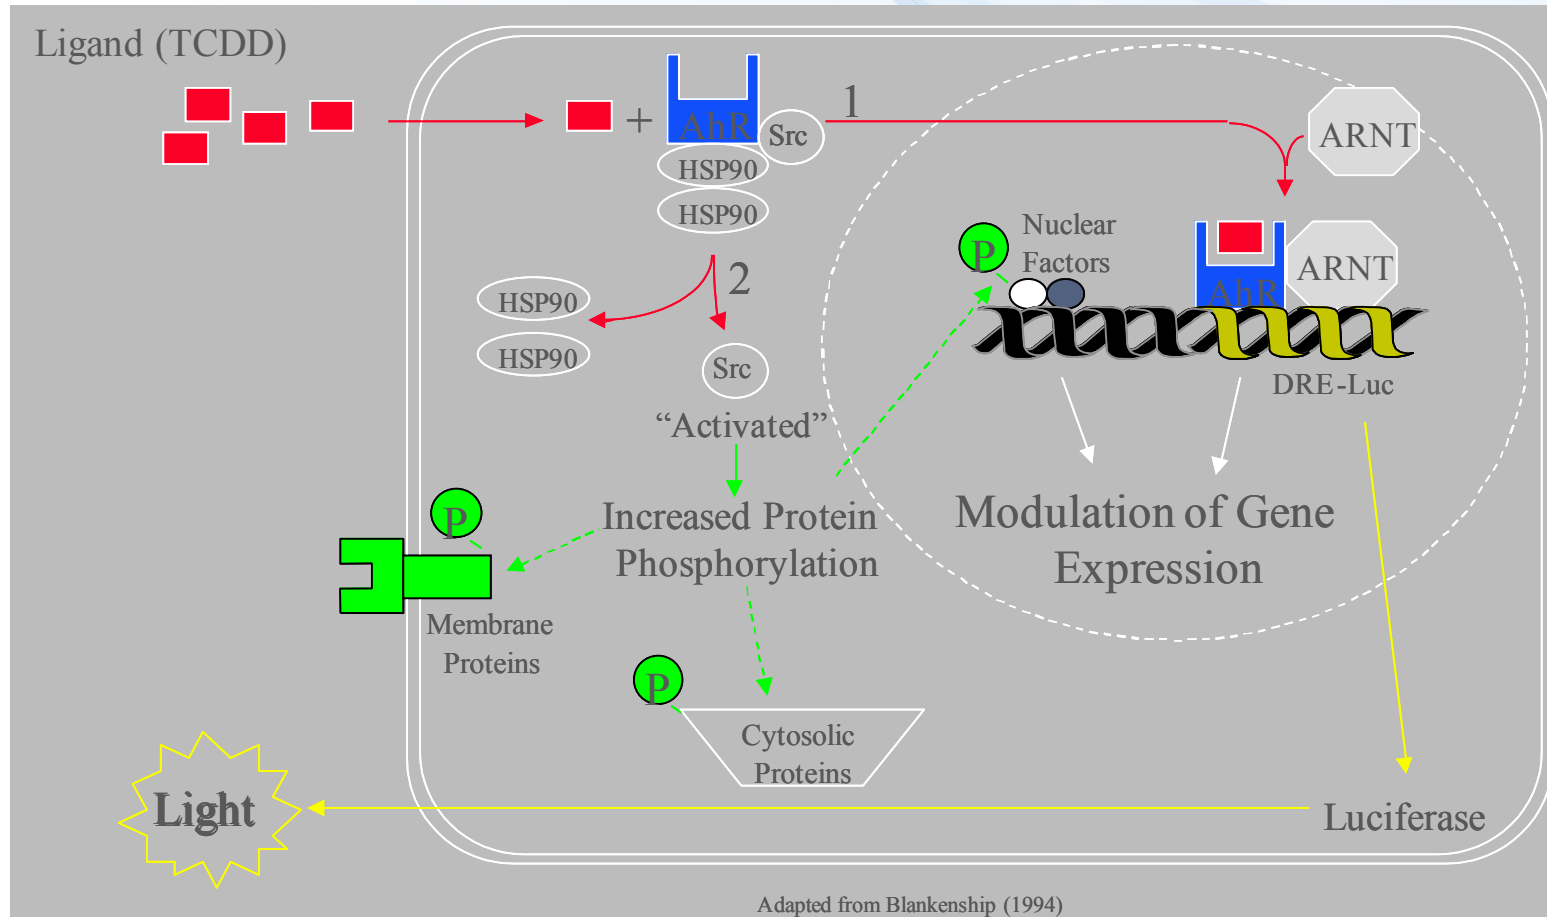 Ligand (TCDD)
+
AhR
Src
HSP90
HSP90
1
ARNT
2
HSP90
HSP90
Src
“Activated”
Increased Protein
Phosphorylation
P
Nuclear
Factors
AhR
ARNT
DRE-Luc
Modulation of Gene
Expression
P
Membrane
Proteins
P
Cytosolic
Proteins
Light
Luciferase
Adapted from Blankenship (1994)